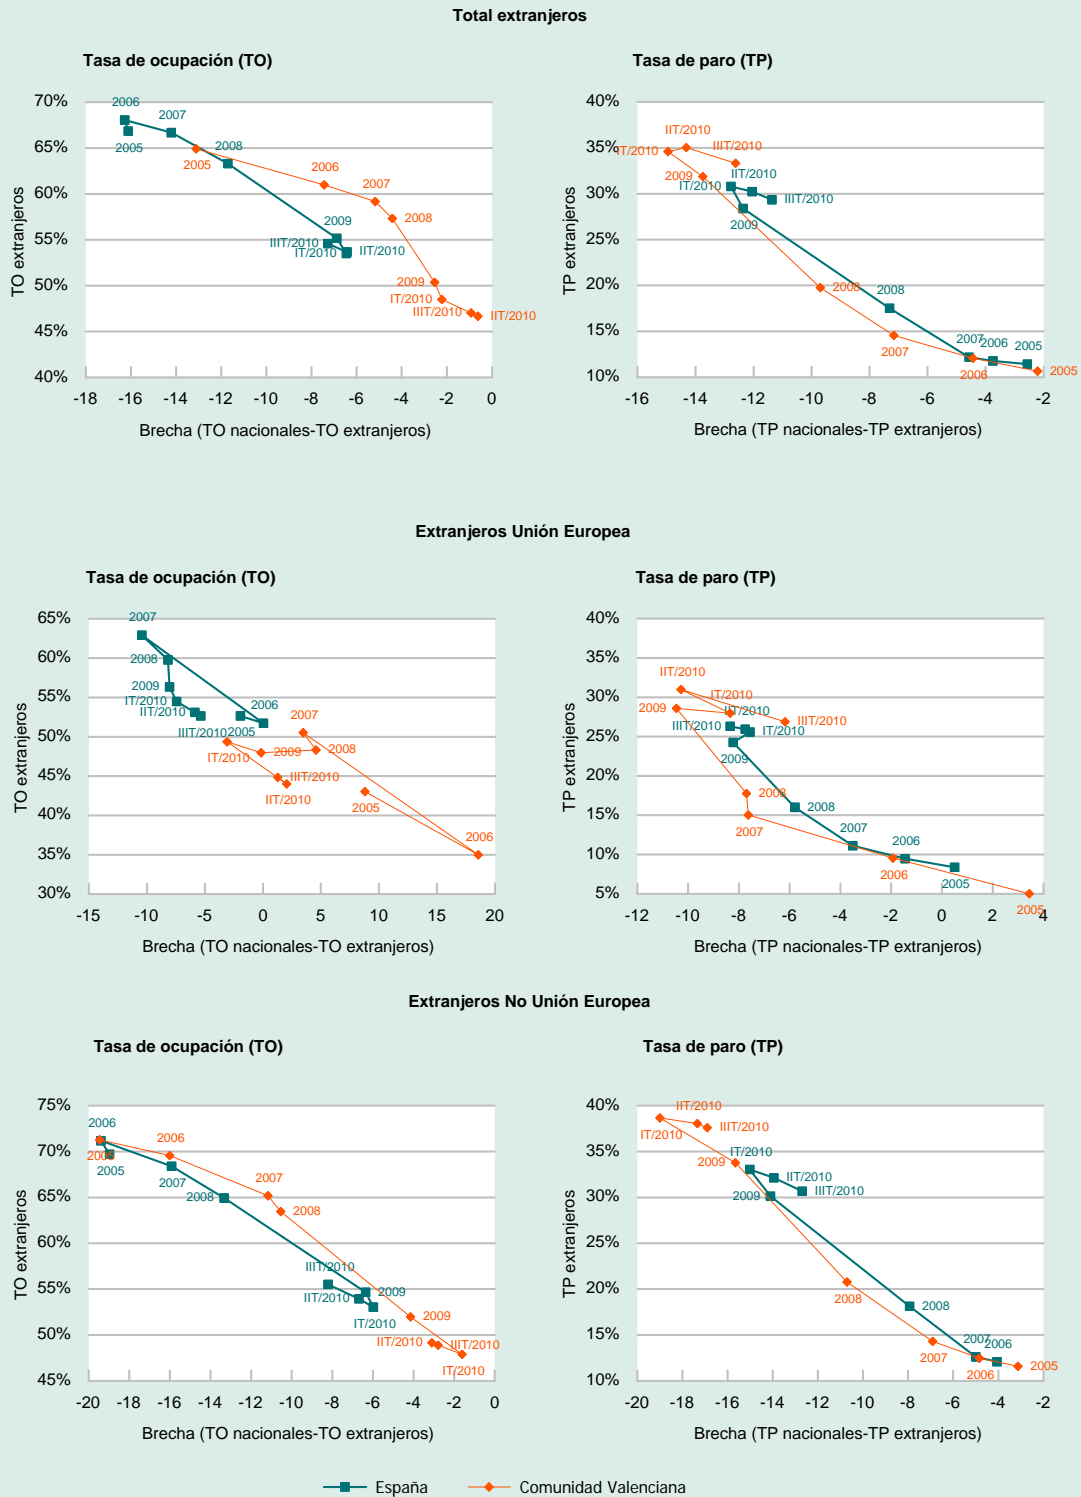 Total extranjeros
Tasa de ocupación (TO)
70%
65%
60%
55%
50%
45%
40%
TO extranjeros
2006
2007
2005
2008
2005
2006
2007
2008
2009
IIIT/2010
IT/2010
IIT/2010
2009
IT/2010
IIIT/2010
IIT/2010
-18 -16 -14 -12 -10 -8 -6 -4 -2 0
Brecha (TO nacionales-TO extranjeros)
Tasa de paro (TP)
40%
35%
30%
25%
20%
15%
10%
TP extranjeros
IIT/2010
IT/2010
IIIT/2010
2009
IIT/2010
IT/2010
IIIT/2010
2009
2008
2008
2007
2007
2006
2005
2006
2005
-16 -14 -12 -10 -8 -6 -4 -2
Brecha (TP nacionales-TP extranjeros)
Extranjeros Unión Europea
Tasa de ocupación (TO)
65%
60%
55%
50%
45%
40%
35%
30%
TO extranjeros
2007
2008
2009
IT/2010
IIT/2010
IIIT/2010
2005
2006
2007
2008
2009
IT/2010
IIIT/2010
IIT/2010
2005
2006
-15 -10 -5 0 5 10 15 20
Brecha (TO nacionales-TO extranjeros)
Tasa de paro (TP)
40%
35%
30%
25%
20%
15%
10%
5%
TP extranjeros
IIT/2010
IT/2010
2009
IIT/2010
IIIT/2010
IIIT/2010
IT/2010
2009
2008
2008
2007
2007
2006
2006
2005
2005
-12 -10 -8 -6 -4 -2 0 2 4
Brecha (TP nacionales-TP extranjeros)
Extranjeros No Unión Europea
Tasa de ocupación (TO)
75%
70%
65%
60%
55%
50%
45%
TO extranjeros
2006
2005
2005
2006
2007
2008
2007
2008
IIIT/2010
IIT/2010
2009
IT/2010
2009
IIT/2010
IIIT/2010
IT/2010
-20 -18 -16 -14 -12 -10 -8 -6 -4 -2 0
Brecha (TO nacionales-TO extranjeros)
Tasa de paro (TP)
40%
35%
30%
25%
20%
15%
10%
TP extranjeros
IIT/2010
IT/2010
IIIT/2010
2009
IT/2010
IIT/2010
IIIT/2010
2009
2008
2008
2007
2007
2006
2006
2005
-20 -18 -16 -14 -12 -10 -8 -6 -4 -2
Brecha (TP nacionales-TP extranjeros)
España
Comunidad Valenciana